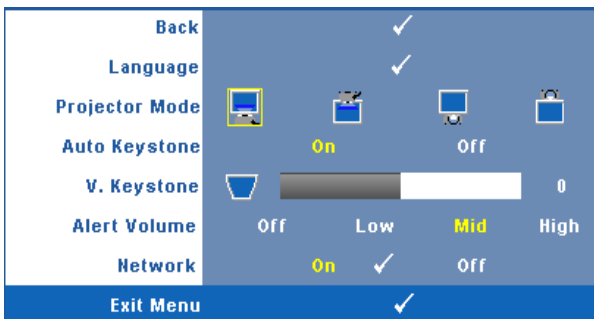 Back
Language
Projector Mode
Auto Keystone On Off
V. Keystone 0
Alert Volume Off Low Mid High
Network On Off
Exit Menu